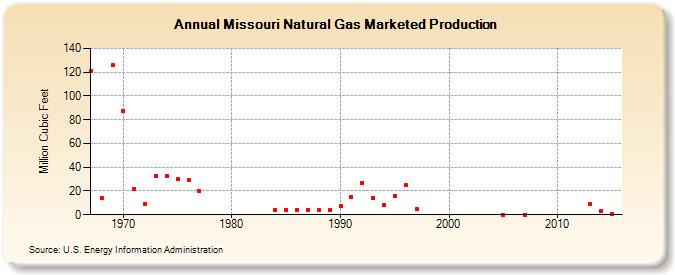 Annual Missouri Natural Gas Marketed Production
Million Cubic Feet
140
120
100
80
60
40
20
0
1970 1980 1990 2000 2010
Source: U.S. Energy Information Administration